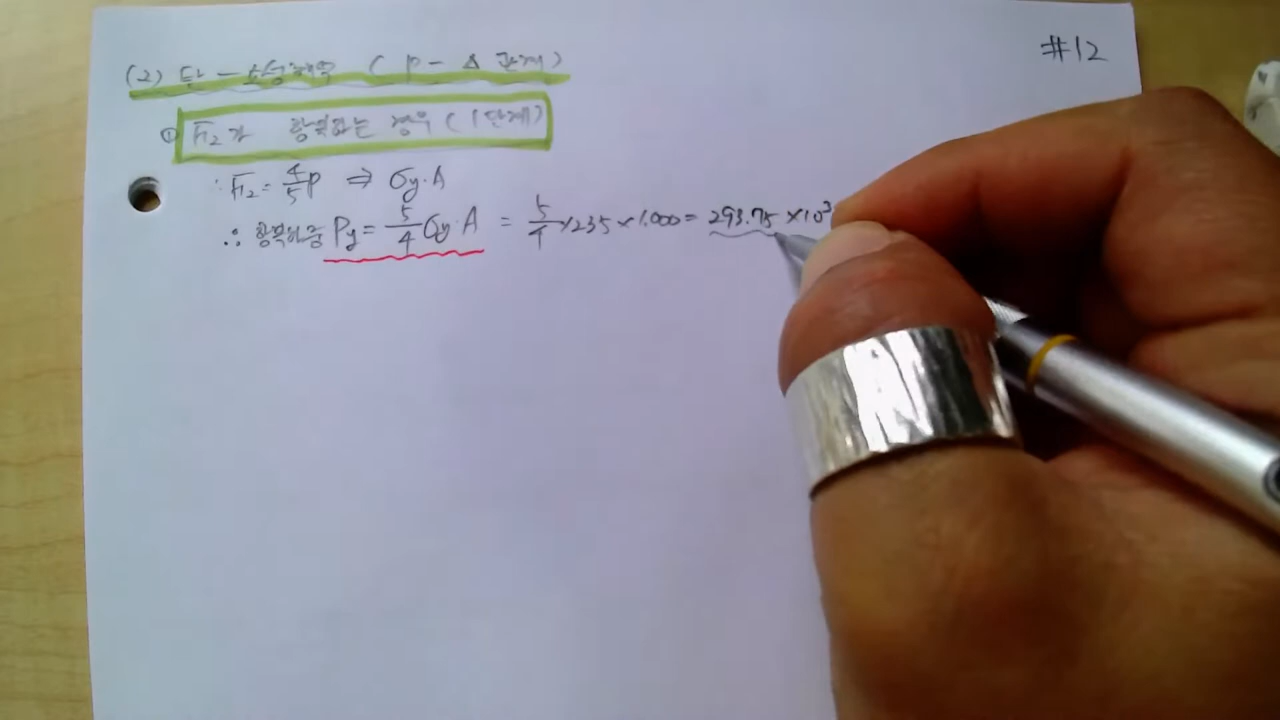 #12
(2) 탄-소성해석 ( P - Δ 관계)
① F₂가 항복하는 경우 (1단계)
∴ F₂ = 4/5 P ⇒ σy·A
∴ 항복하중 Py = 5/4 σy·A = 5/4 × 235 × 1.000 = 293.75 × 10³